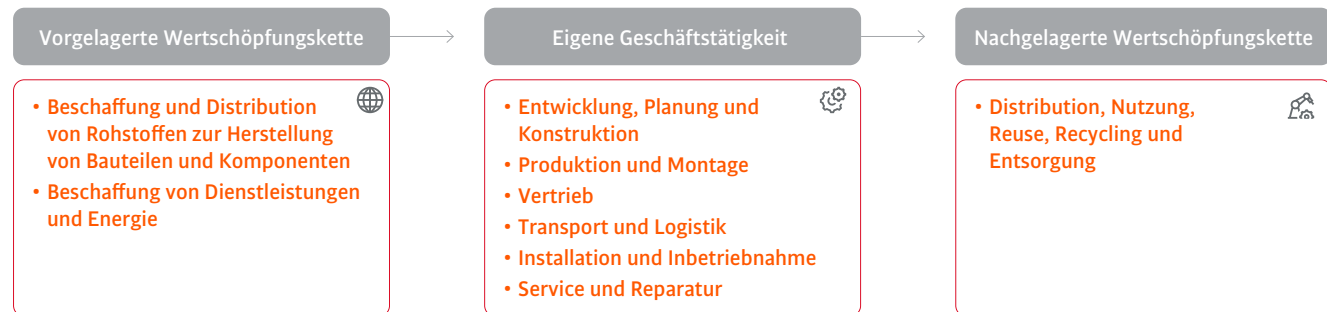 Vorgelagerte Wertschöpfungskette
Eigene Geschäftstätigkeit
Nachgelagerte Wertschöpfungskette
• Beschaffung und Distribution
von Rohstoffen zur Herstellung
von Bauteilen und Komponenten
• Beschaffung von Dienstleistungen
und Energie
• Entwicklung, Planung und
Konstruktion
• Produktion und Montage
• Vertrieb
• Transport und Logistik
• Installation und Inbetriebnahme
• Service und Reparatur
• Distribution, Nutzung,
Reuse, Recycling und
Entsorgung